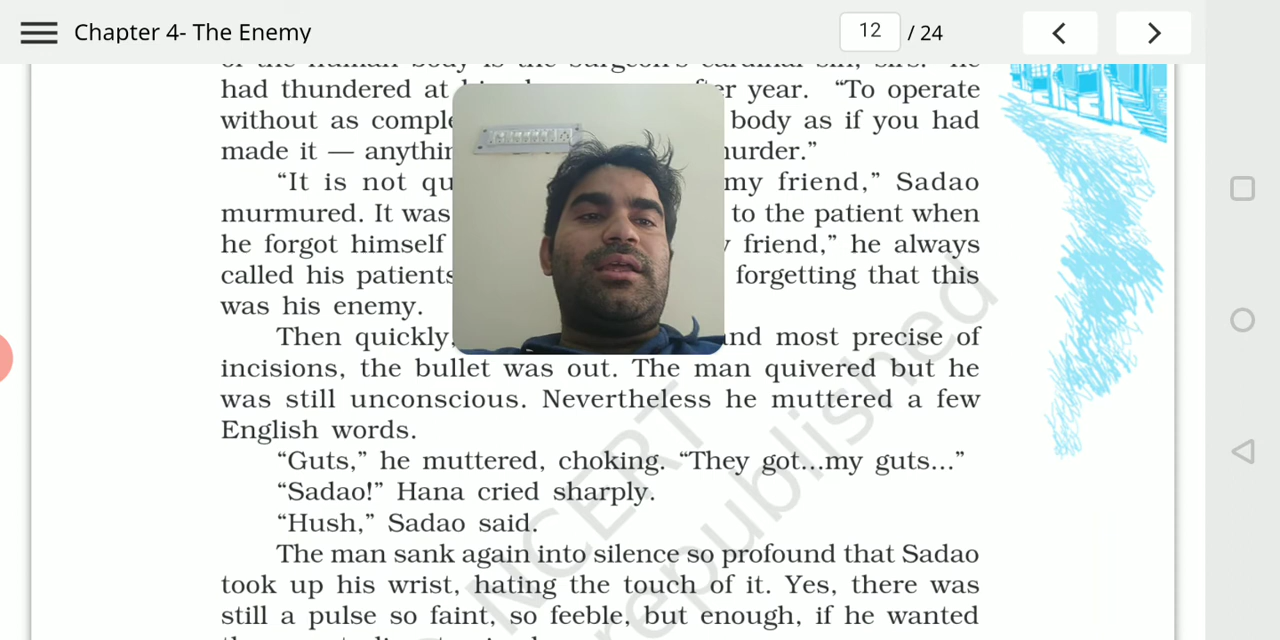 Chapter 4- The Enemy
12 / 24
had thundered at er year. “To operate
without as comple body as if you had
made it — anythin murder.”
“It is not qu my friend,” Sadao
murmured. It was to the patient when
he forgot himself friend,” he always
called his patients forgetting that this
was his enemy.
Then quickly, and most precise of
incisions, the bullet was out. The man quivered but he
was still unconscious. Nevertheless he muttered a few
English words.
“Guts,” he muttered, choking. “They got...my guts...”
“Sadao!” Hana cried sharply.
“Hush,” Sadao said.
The man sank again into silence so profound that Sadao
took up his wrist, hating the touch of it. Yes, there was
still a pulse so faint, so feeble, but enough, if he wanted
NCERT
republished